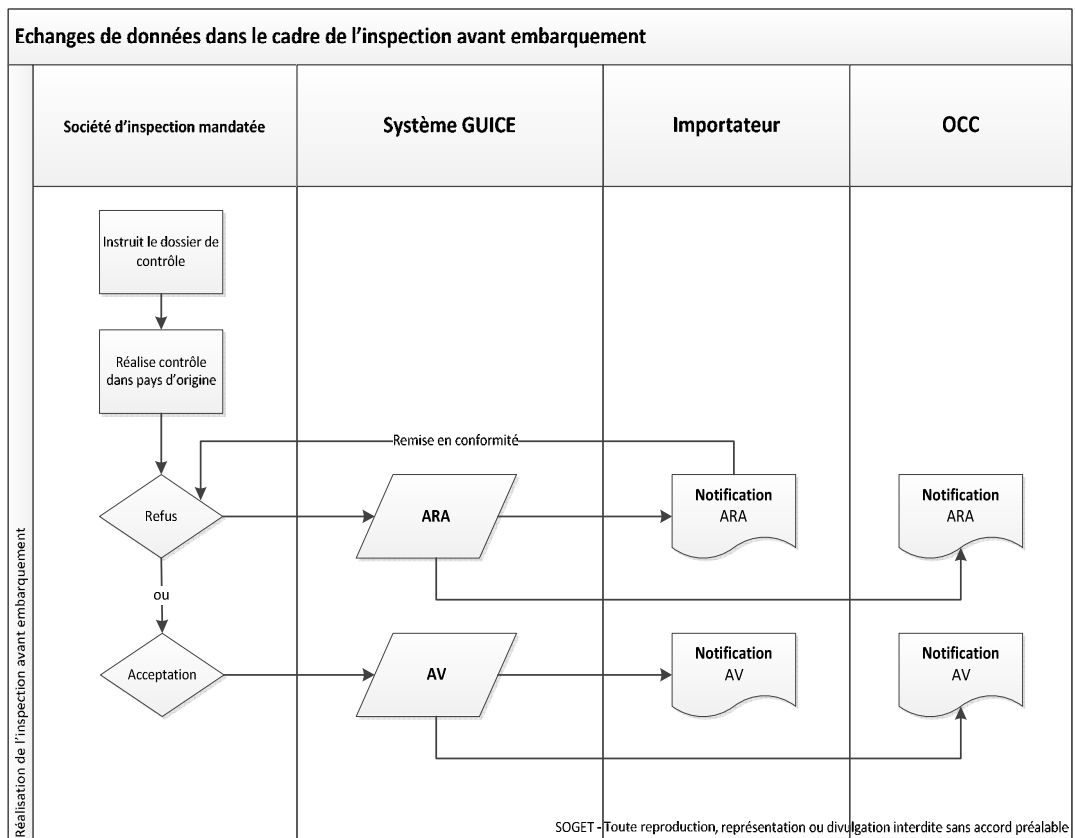 Echanges de données dans le cadre de l'inspection avant embarquement
Société d'inspection mandatée
Système GUICE
Importateur
OCC
Réalisation de l'inspection avant embarquement
Instruit le dossier de
contrôle
Réalise contrôle
dans pays d'origine
Remise en conformité
Refus
ARA
Notification
ARA
Notification
ARA
ou
Acceptation
AV
Notification
AV
Notification
AV
SOGET - Toute reproduction, représentation ou divulgation interdite sans accord préalable